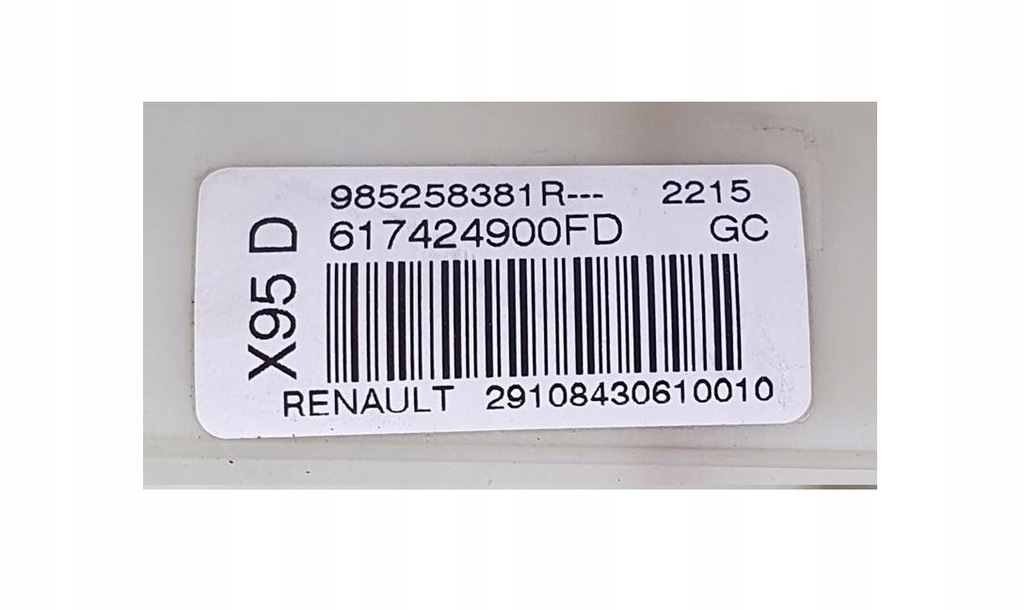 985258381R--- 2215
617424900FD GC
X95 D
RENAULT 29108430610010